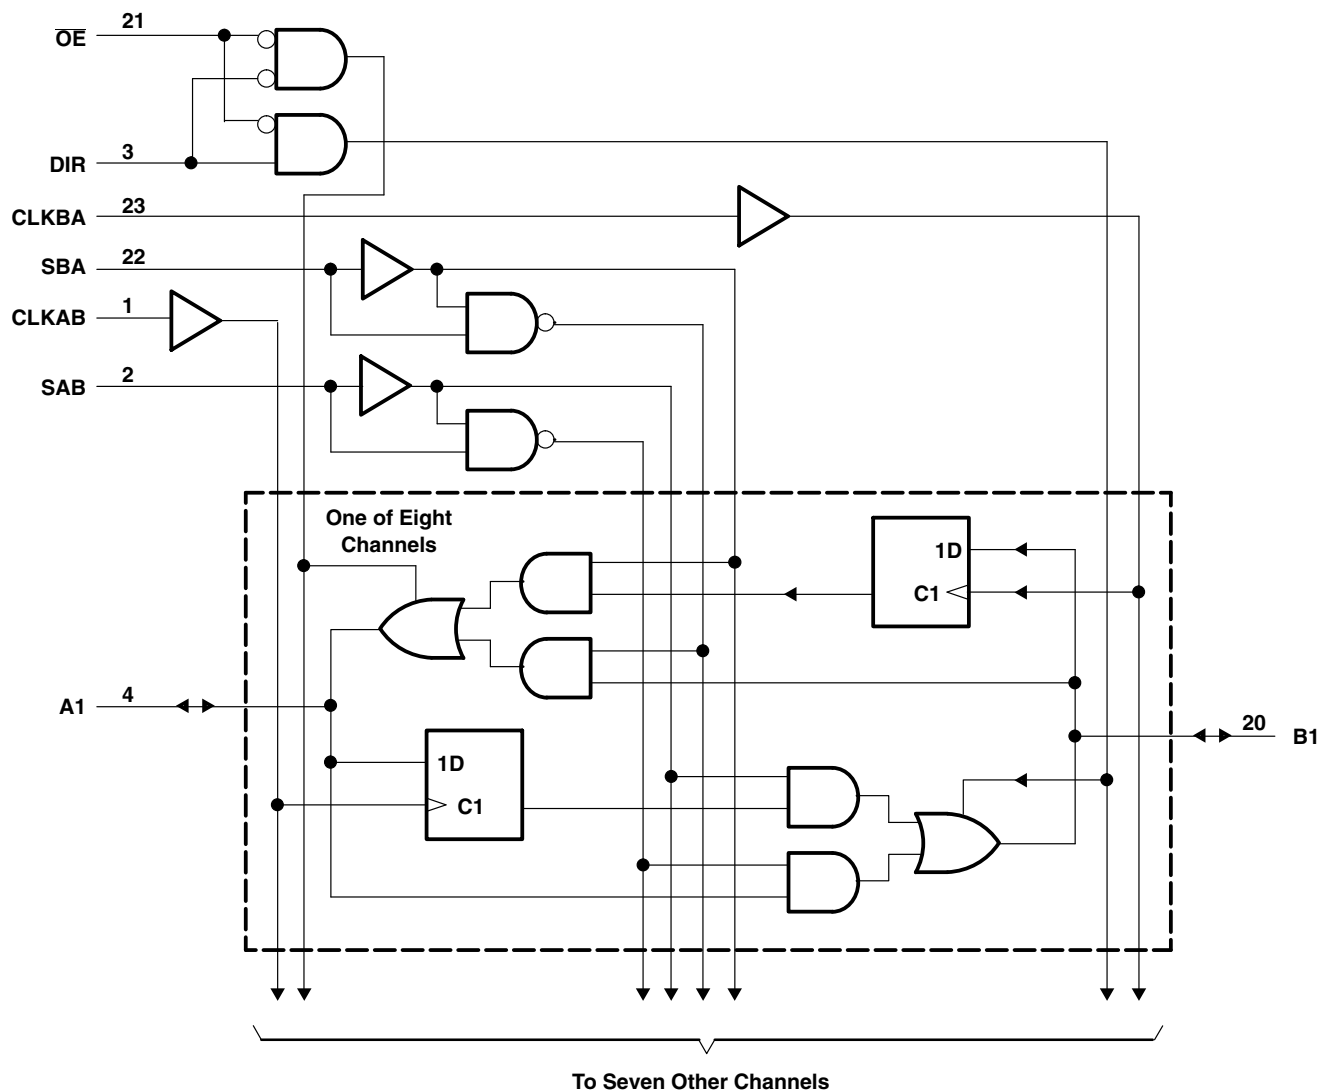 21
O̅E̅
3
DIR
23
CLKBA
22
SBA
1
CLKAB
2
SAB
One of Eight
Channels
1D
C1
4
A1
20
B1
1D
C1
To Seven Other Channels